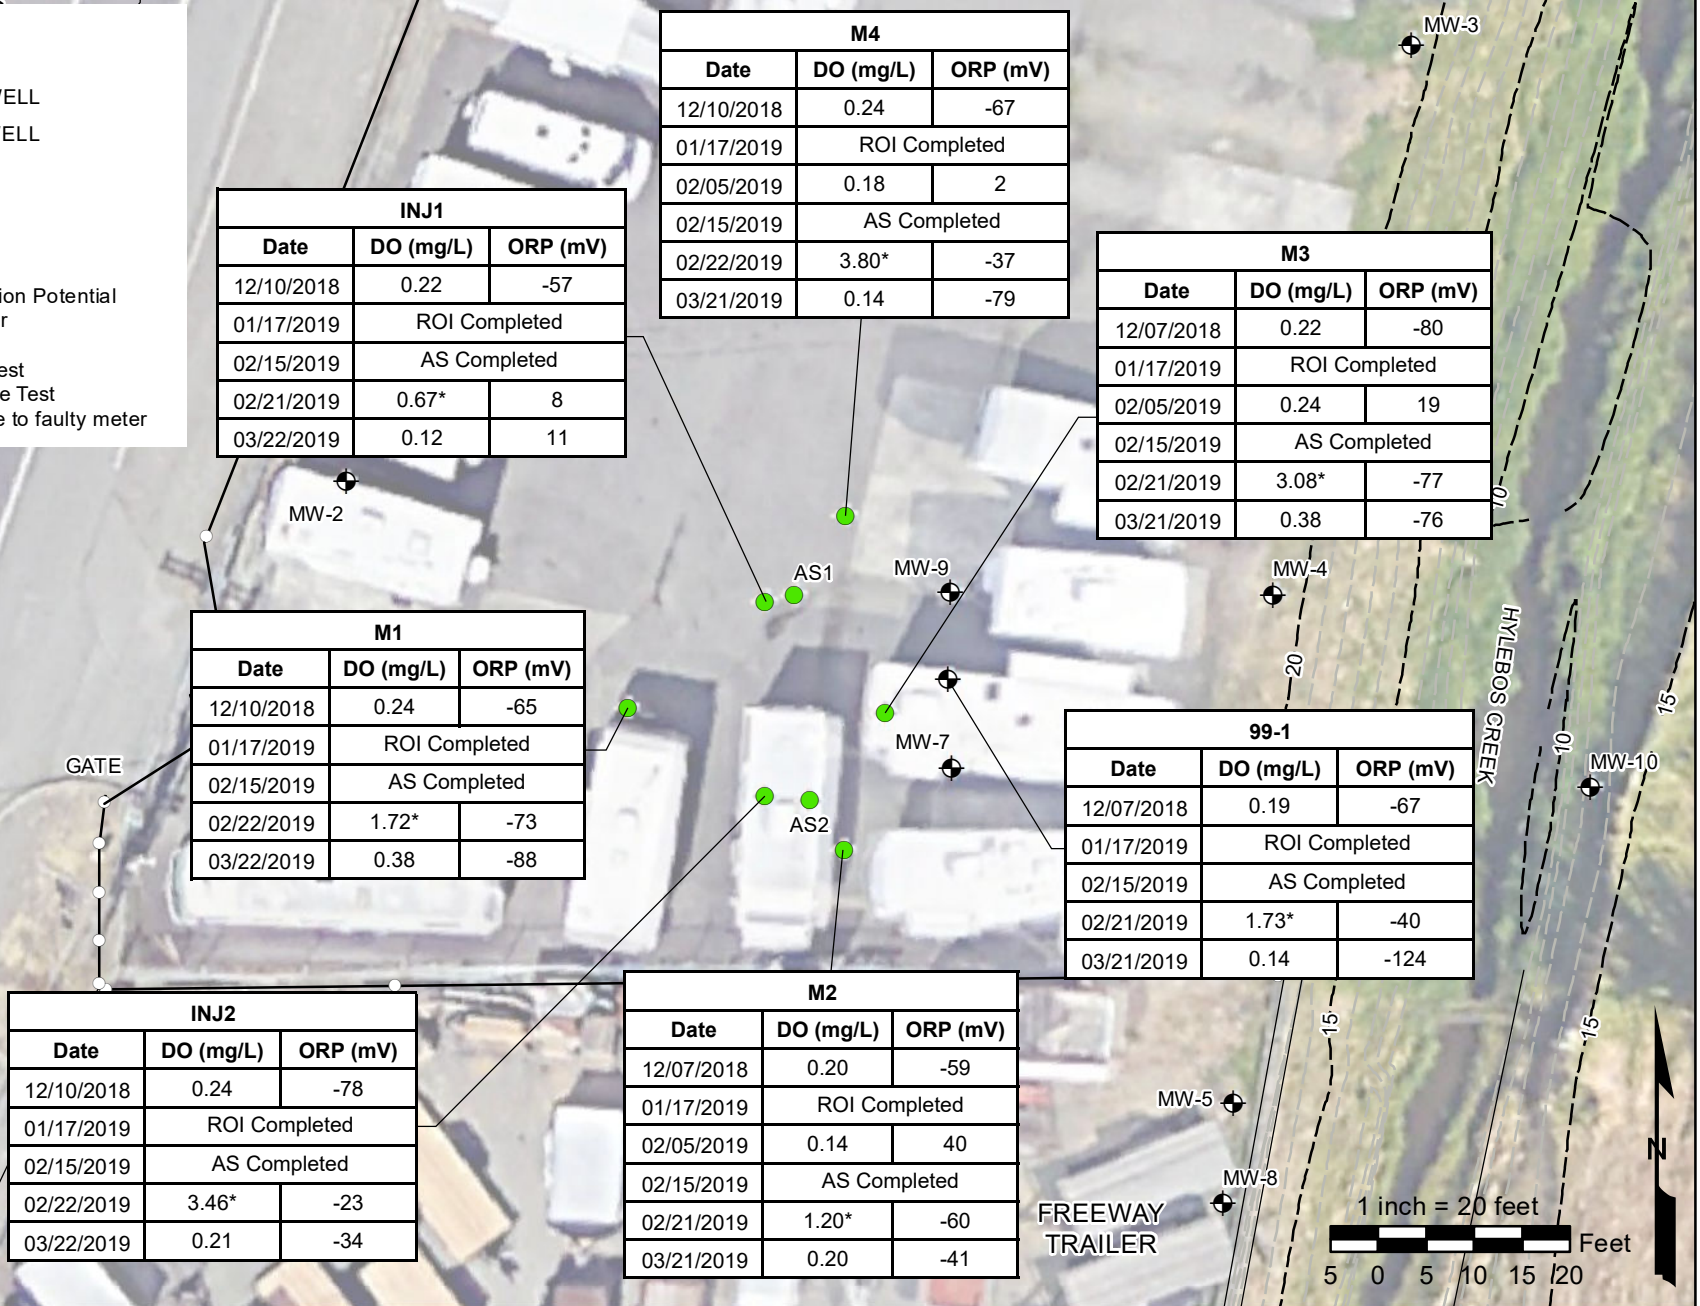 ELL
ELL
ion Potential
r
est
e Test
e to faulty meter
M4
Date DO (mg/L) ORP (mV)
12/10/2018 0.24 -67
01/17/2019 ROI Completed
02/05/2019 0.18 2
02/15/2019 AS Completed
02/22/2019 3.80* -37
03/21/2019 0.14 -79
MW-3
INJ1
Date DO (mg/L) ORP (mV)
12/10/2018 0.22 -57
01/17/2019 ROI Completed
02/15/2019 AS Completed
02/21/2019 0.67* 8
03/22/2019 0.12 11
M3
Date DO (mg/L) ORP (mV)
12/07/2018 0.22 -80
01/17/2019 ROI Completed
02/05/2019 0.24 19
02/15/2019 AS Completed
02/21/2019 3.08* -77
03/21/2019 0.38 -76
10
MW-2
AS1
MW-9
MW-4
M1
Date DO (mg/L) ORP (mV)
12/10/2018 0.24 -65
01/17/2019 ROI Completed
02/15/2019 AS Completed
02/22/2019 1.72* -73
03/22/2019 0.38 -88
20
HYLEBOS CREEK
15
10
GATE
MW-7
AS2
MW-10
99-1
Date DO (mg/L) ORP (mV)
12/07/2018 0.19 -67
01/17/2019 ROI Completed
02/15/2019 AS Completed
02/21/2019 1.73* -40
03/21/2019 0.14 -124
INJ2
Date DO (mg/L) ORP (mV)
12/10/2018 0.24 -78
01/17/2019 ROI Completed
02/15/2019 AS Completed
02/22/2019 3.46* -23
03/22/2019 0.21 -34
M2
Date DO (mg/L) ORP (mV)
12/07/2018 0.20 -59
01/17/2019 ROI Completed
02/05/2019 0.14 40
02/15/2019 AS Completed
02/21/2019 1.20* -60
03/21/2019 0.20 -41
15
15
MW-5
MW-8
FREEWAY
TRAILER
N
1 inch = 20 feet
Feet
5 0 5 10 15 20